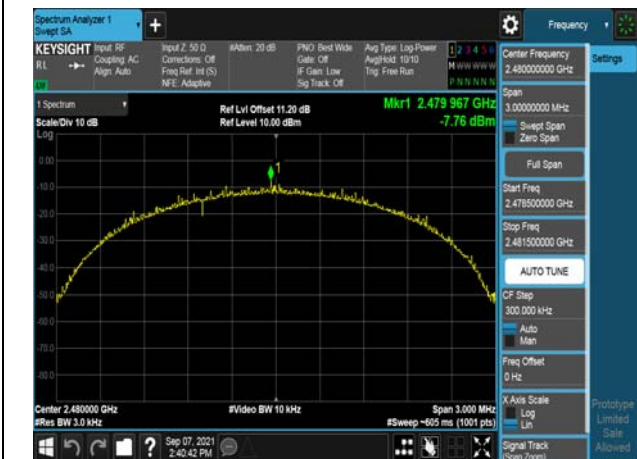 Spectrum Analyzer 1
Swept SA
+
Frequency
KEYSIGHT
RL
Input: RF
Coupling: AC
Align: Auto
Input Z: 50 Ω
Corrections: Off
Freq Ref: Int (S)
NFE: Adaptive
#Atten: 20 dB
PNO: Best Wide
Gate: Off
IF Gain: Low
Sig Track: Off
Avg Type: Log-Power
Avg|Hold: 10/10
Trig: Free Run
1 2 3 4 5 6
M W W W W W
P N N N N N
1 Spectrum
Scale/Div 10 dB
Log
Ref Lvl Offset 11.20 dB
Ref Level 10.00 dBm
Mkr1 2.479 967 GHz
-7.76 dBm
1
0.00
-10.0
-20.0
-30.0
-40.0
-50.0
-60.0
-70.0
-80.0
Center 2.480000 GHz
#Res BW 3.0 kHz
#Video BW 10 kHz
Span 3.000 MHz
#Sweep ~605 ms (1001 pts)
Center Frequency
2.480000000 GHz
Settings
Span
3.00000000 MHz
Swept Span
Zero Span
Full Span
Start Freq
2.478500000 GHz
Stop Freq
2.481500000 GHz
AUTO TUNE
CF Step
300.000 kHz
Auto
Man
Freq Offset
0 Hz
X Axis Scale
Log
Lin
Signal Track
(Span Zoom)
Prototype
Limited
Sale
Allowed
?
Sep 07, 2021
2:40:42 PM